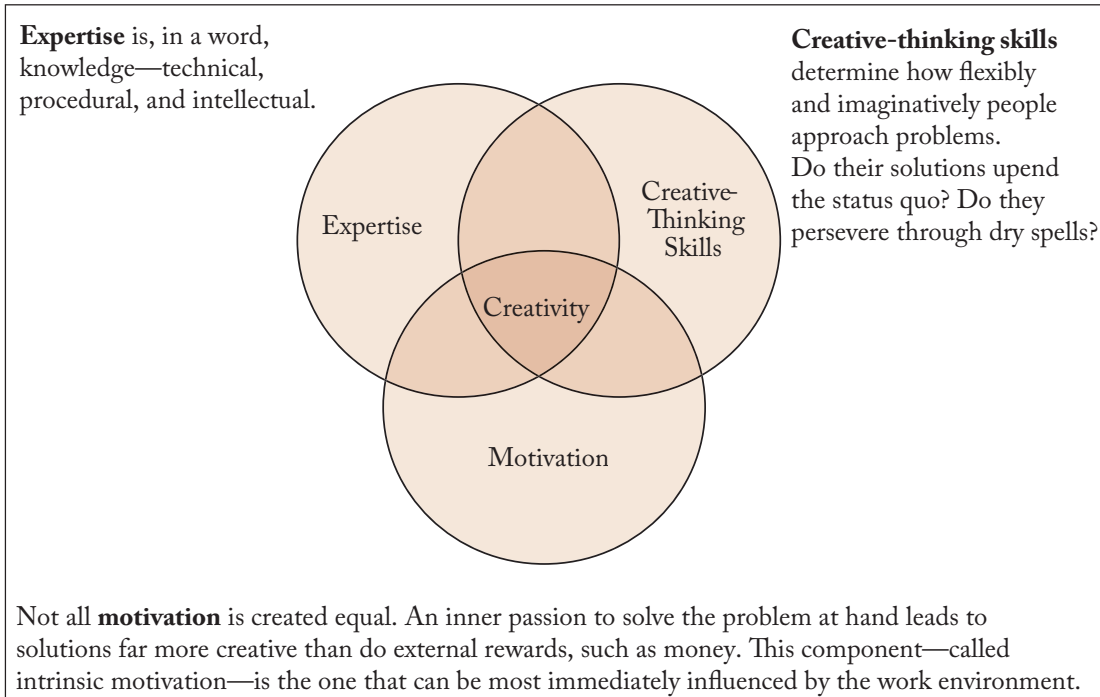 Expertise is, in a word,
knowledge—technical,
procedural, and intellectual.
Creative-thinking skills
determine how flexibly
and imaginatively people
approach problems.
Do their solutions upend
the status quo? Do they
persevere through dry spells?
Expertise
Creative-
Thinking
Skills
Creativity
Motivation
Not all motivation is created equal. An inner passion to solve the problem at hand leads to
solutions far more creative than do external rewards, such as money. This component—called
intrinsic motivation—is the one that can be most immediately influenced by the work environment.